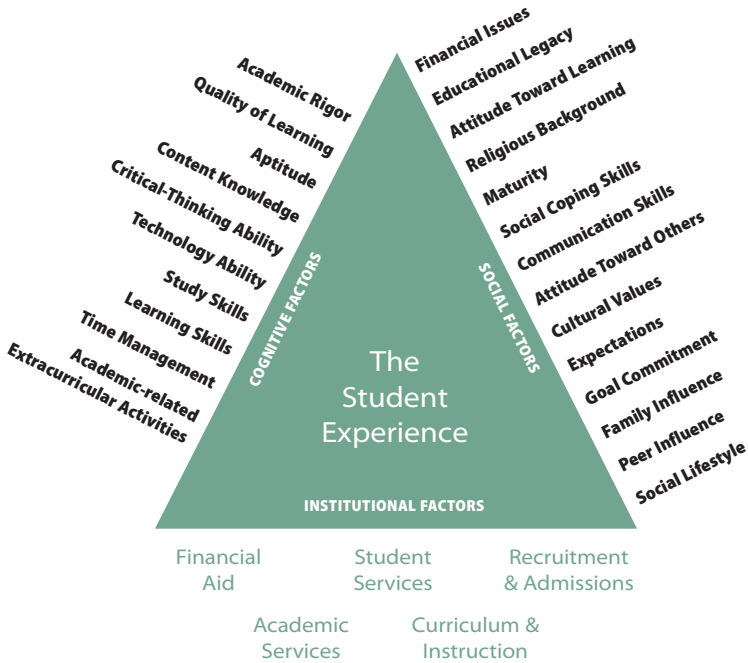 Academic Rigor
Quality of Learning
Aptitude
Content Knowledge
Critical-Thinking Ability
Technology Ability
Study Skills
Learning Skills
Time Management
Academic-related
Extracurricular Activities
COGNITIVE FACTORS
Financial Issues
Educational Legacy
Attitude Toward Learning
Religious Background
Maturity
Social Coping Skills
Communication Skills
Attitude Toward Others
Cultural Values
Expectations
Goal Commitment
Family Influence
Peer Influence
Social Lifestyle
SOCIAL FACTORS
The
Student
Experience
INSTITUTIONAL FACTORS
Financial
Aid
Student
Services
Recruitment
& Admissions
Academic
Services
Curriculum &
Instruction